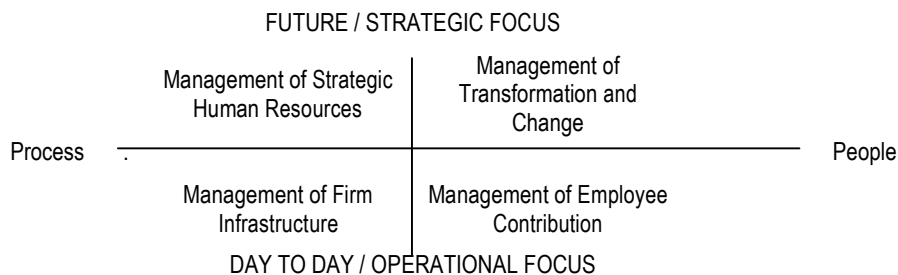 FUTURE / STRATEGIC FOCUS
Management of Strategic
Human Resources
Management of
Transformation and
Change
Process .
People
Management of Firm
Infrastructure
Management of Employee
Contribution
DAY TO DAY / OPERATIONAL FOCUS